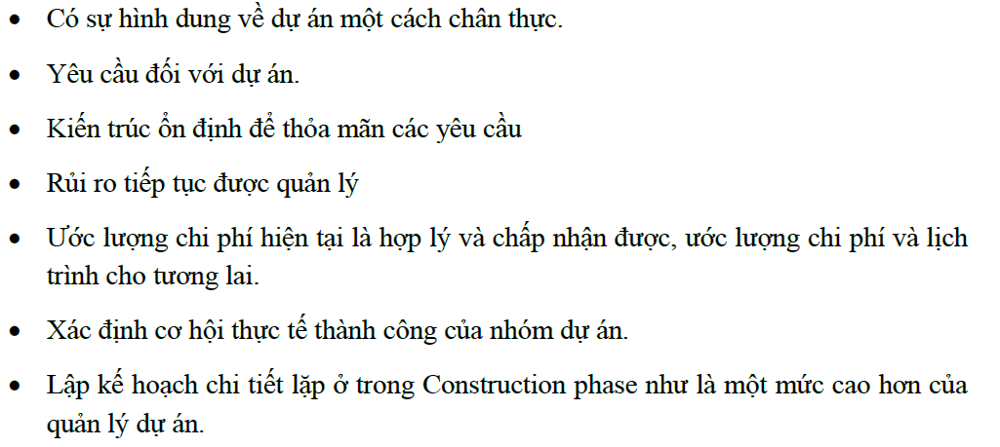 • Có sự hình dung về dự án một cách chân thực.
• Yêu cầu đối với dự án.
• Kiến trúc ổn định để thỏa mãn các yêu cầu
• Rủi ro tiếp tục được quản lý
• Ước lượng chi phí hiện tại là hợp lý và chấp nhận được, ước lượng chi phí và lịch
trình cho tương lai.
• Xác định cơ hội thực tế thành công của nhóm dự án.
• Lập kế hoạch chi tiết lặp ở trong Construction phase như là một mức cao hơn của
quản lý dự án.